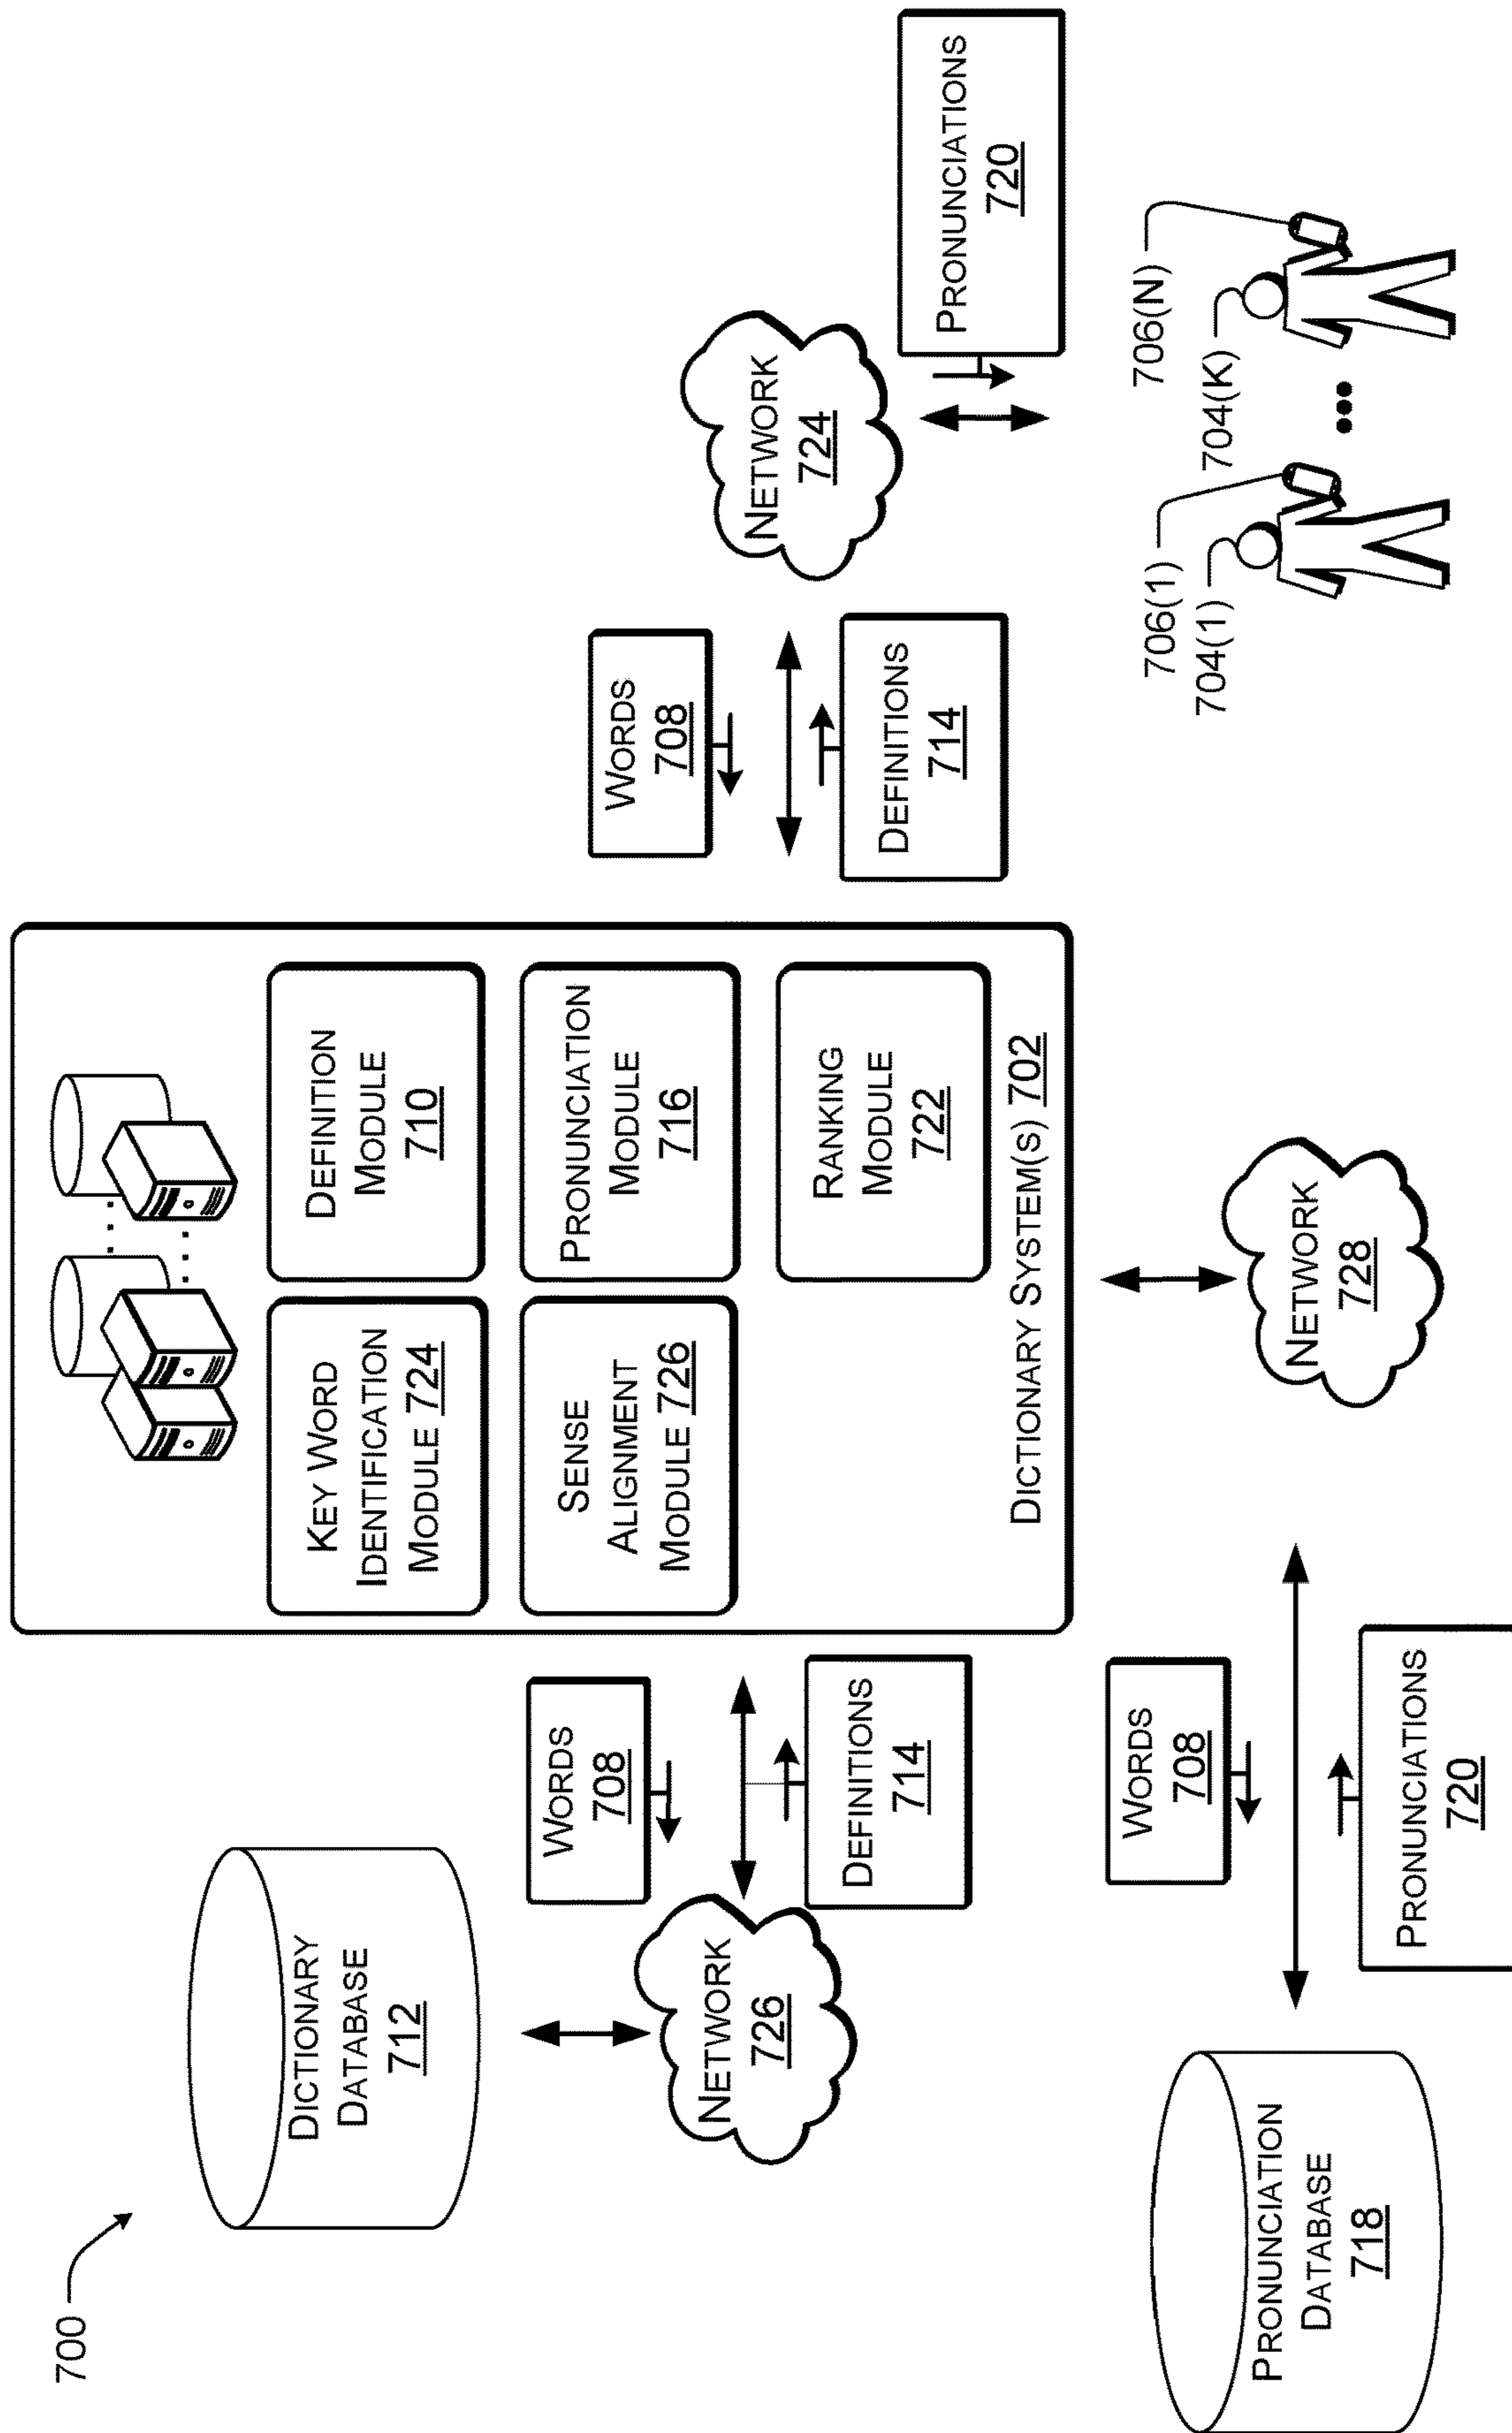 700
DICTIONARY
DATABASE
712
NETWORK
726
WORDS
708
DEFINITIONS
714
KEY WORD
IDENTIFICATION
MODULE 724
DEFINITION
MODULE
710
SENSE
ALIGNMENT
MODULE 726
PRONUNCIATION
MODULE
716
RANKING
MODULE
722
DICTIONARY SYSTEM(S) 702
WORDS
708
DEFINITIONS
714
NETWORK
724
PRONUNCIATIONS
720
706(1)
704(1)
706(N)
704(K)
PRONUNCIATION
DATABASE
718
WORDS
708
PRONUNCIATIONS
720
NETWORK
728